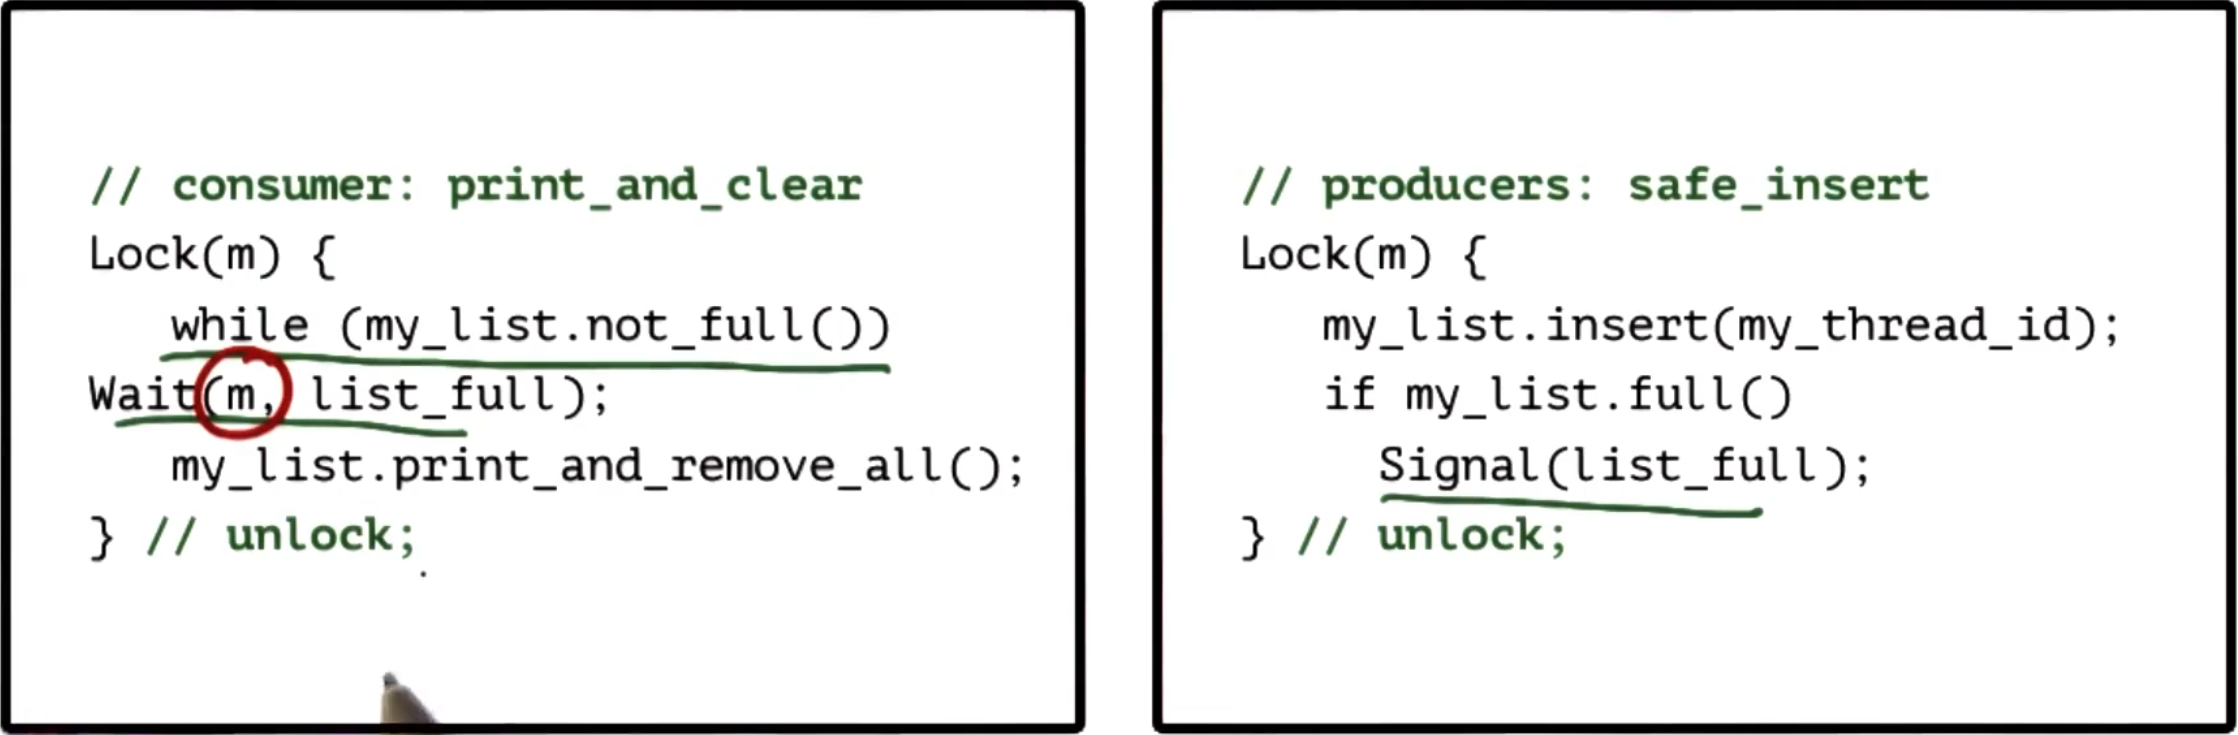 // consumer: print_and_clear
Lock(m) {
   while (my_list.not_full())
Wait(m, list_full);
   my_list.print_and_remove_all();
} // unlock;
// producers: safe_insert
Lock(m) {
   my_list.insert(my_thread_id);
   if my_list.full()
     Signal(list_full);
} // unlock;